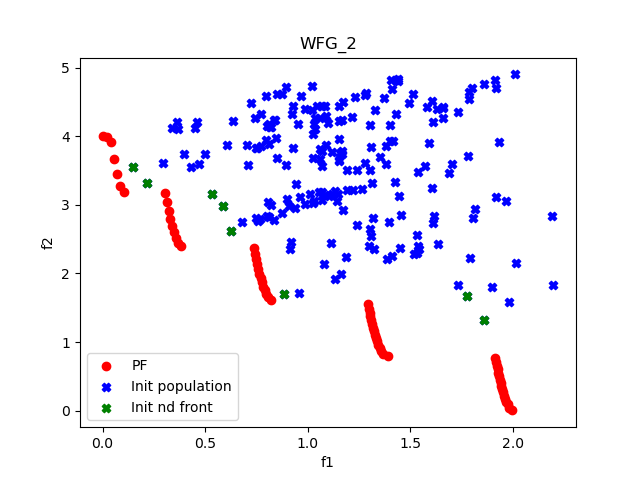 WFG_2
5
4
3
2
1
0
f2
PF
Init population
Init nd front
0.0 0.5 1.0 1.5 2.0
f1